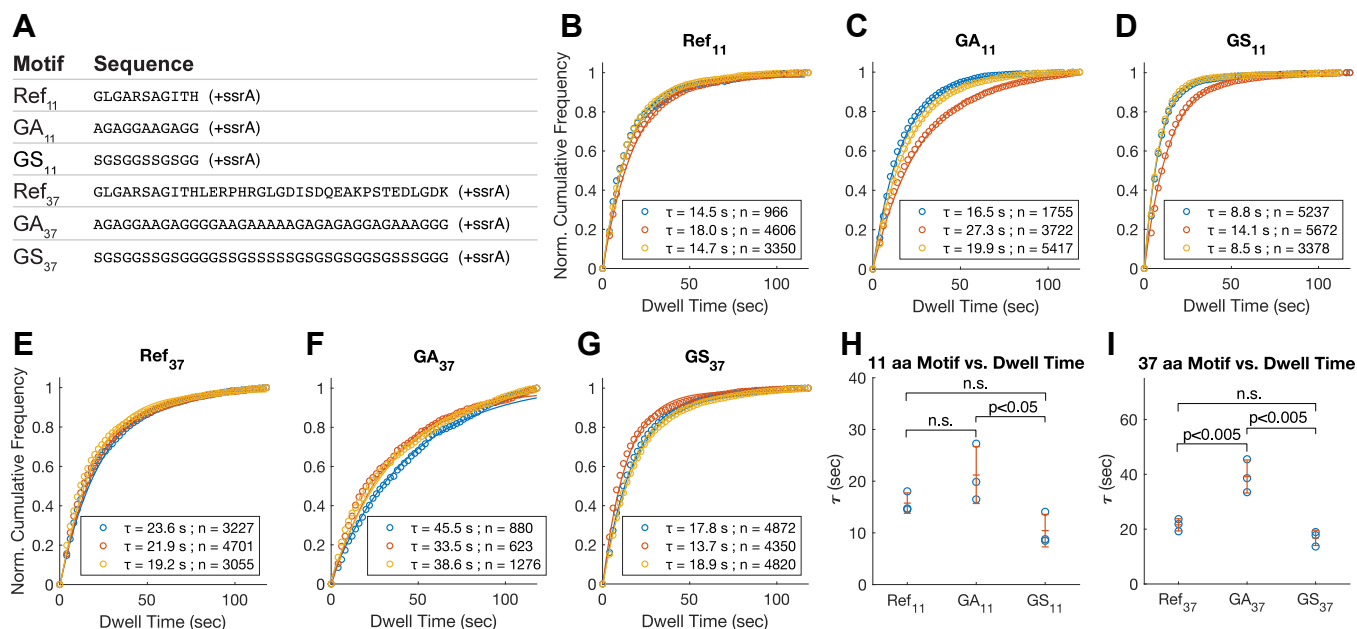 A
Motif Sequence
Ref11 GLGARSAGITH (+ssrA)
GA11 AGAGGAAGAGG (+ssrA)
GS11 SGSGGSSGSGG (+ssrA)
Ref37 GLGARSAGITHLERPHRGLGDISDQEAKPSTEDLGDK (+ssrA)
GA37 AGAGGAAGAGGGGAAGAAAAAGAGAGAGGAGAAAGGG (+ssrA)
GS37 SGSGGSSGSGGGGSSGSSSSSGSGSGSGGSGSSSGGG (+ssrA)
B
Ref11
Norm. Cumulative Frequency
1
0.8
0.6
0.4
0.2
0
τ = 14.5 s ; n = 966
τ = 18.0 s ; n = 4606
τ = 14.7 s ; n = 3350
0 50 100
Dwell Time (sec)
C
GA11
1
0.8
0.6
0.4
0.2
0
τ = 16.5 s ; n = 1755
τ = 27.3 s ; n = 3722
τ = 19.9 s ; n = 5417
0 50 100
Dwell Time (sec)
D
GS11
1
0.8
0.6
0.4
0.2
0
τ = 8.8 s ; n = 5237
τ = 14.1 s ; n = 5672
τ = 8.5 s ; n = 3378
0 50 100
Dwell Time (sec)
E
Ref37
Norm. Cumulative Frequency
1
0.8
0.6
0.4
0.2
0
τ = 23.6 s ; n = 3227
τ = 21.9 s ; n = 4701
τ = 19.2 s ; n = 3055
0 50 100
Dwell Time (sec)
F
GA37
1
0.8
0.6
0.4
0.2
0
τ = 45.5 s ; n = 880
τ = 33.5 s ; n = 623
τ = 38.6 s ; n = 1276
0 50 100
Dwell Time (sec)
G
GS37
1
0.8
0.6
0.4
0.2
0
τ = 17.8 s ; n = 4872
τ = 13.7 s ; n = 4350
τ = 18.9 s ; n = 4820
0 50 100
Dwell Time (sec)
H
11 aa Motif vs. Dwell Time
τ (sec)
40
30
20
10
0
n.s.
n.s.
p<0.05
Ref11 GA11 GS11
I
37 aa Motif vs. Dwell Time
τ (sec)
60
40
20
0
n.s.
p<0.005
p<0.005
Ref37 GA37 GS37